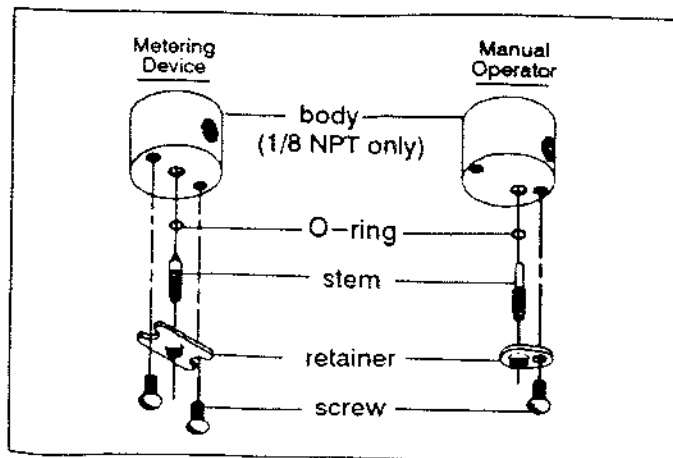 Metering
Device
Manual
Operator
body
(1/8 NPT only)
O-ring
stem
retainer
screw